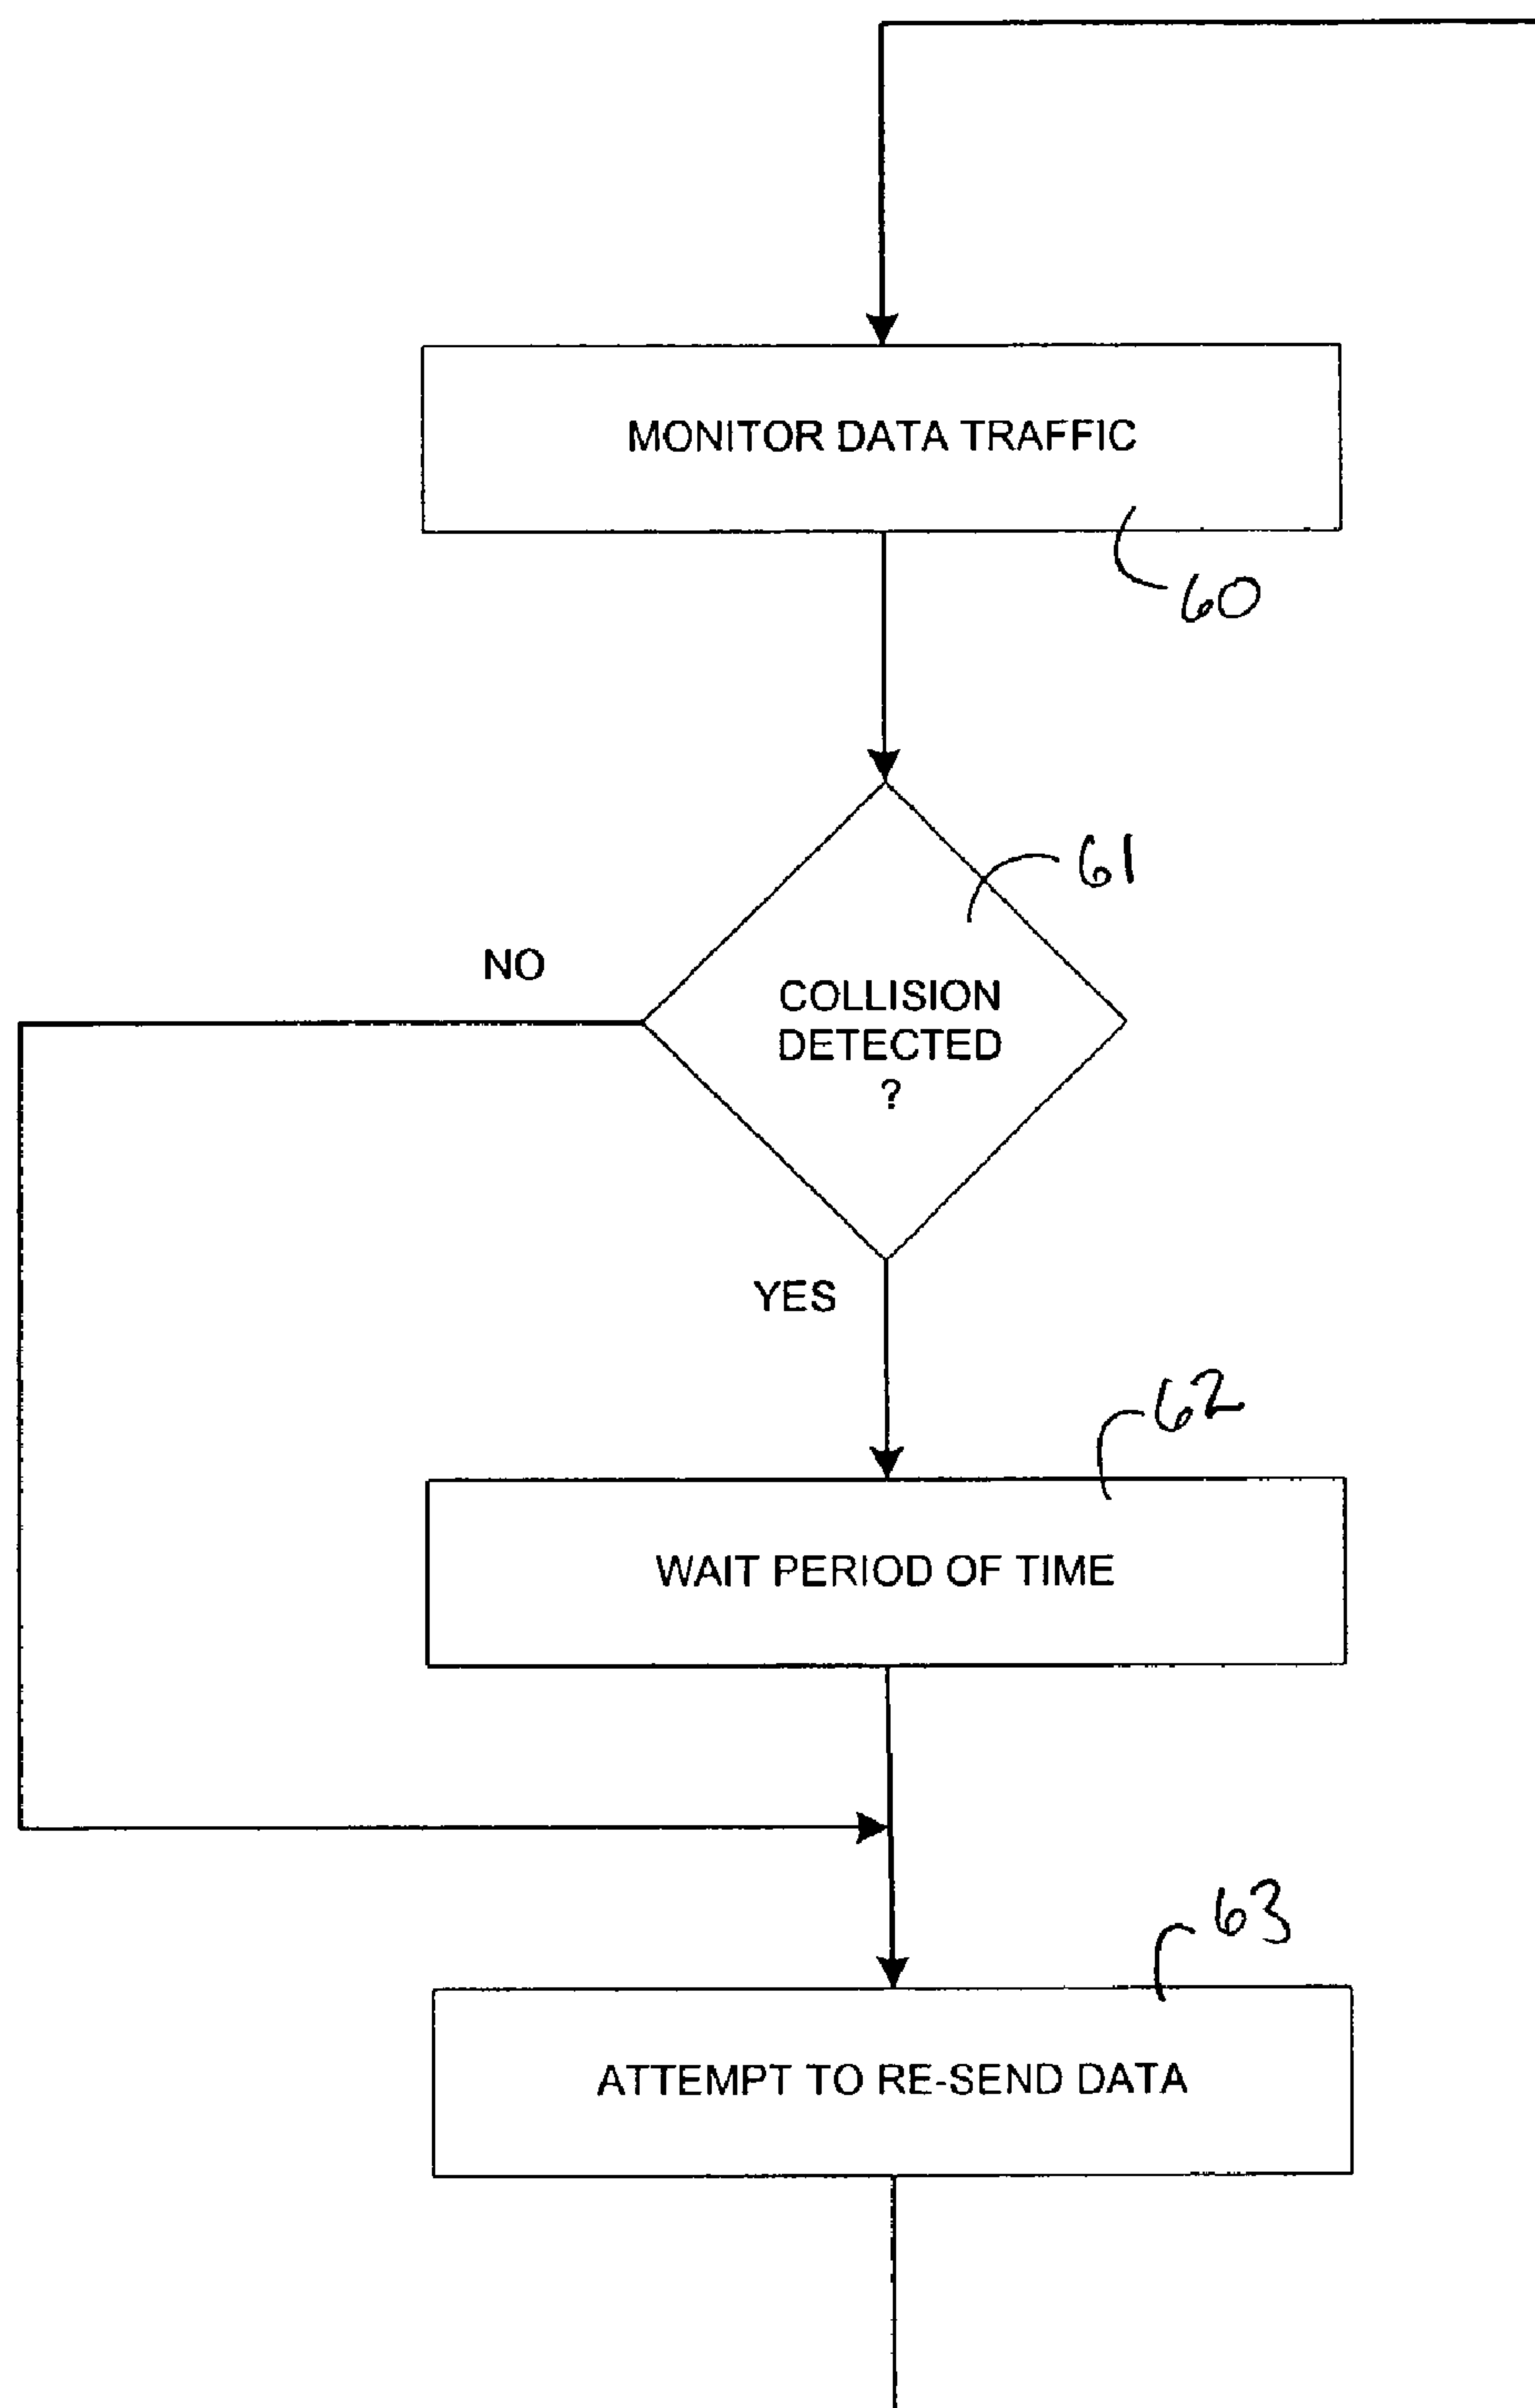 MONITOR DATA TRAFFIC
60
61
NO
COLLISION
DETECTED
?
YES
62
WAIT PERIOD OF TIME
63
ATTEMPT TO RE-SEND DATA